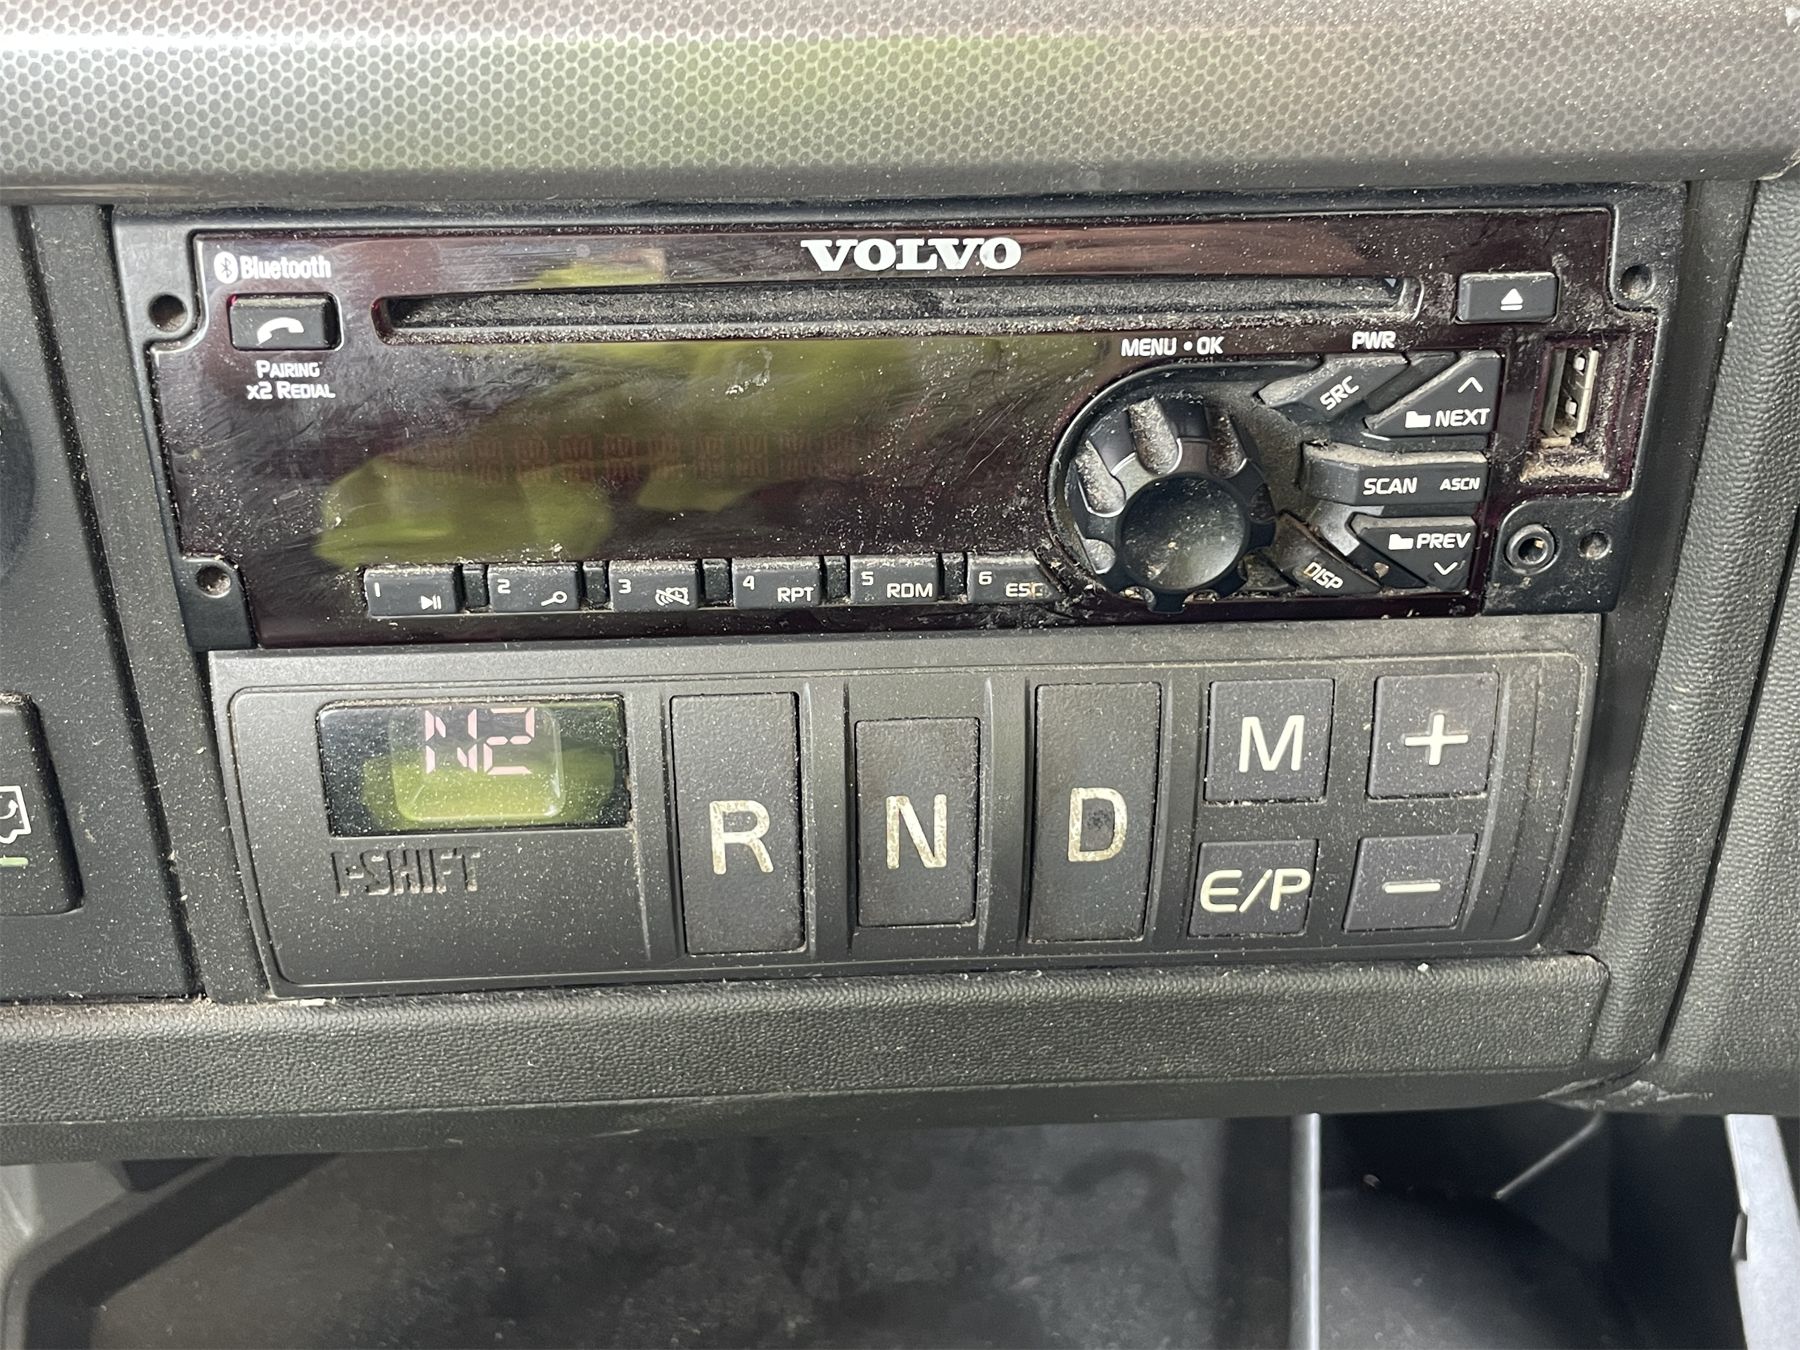 VOLVO
Bluetooth
PAIRING
x2 REDIAL
MENU • OK
PWR
SRC
NEXT
SCAN ASCN
PREV
DISP
1
2
3
4 RPT
5 RDM
6 ESC
N2
I-SHIFT
R
N
D
M
+
E/P
−